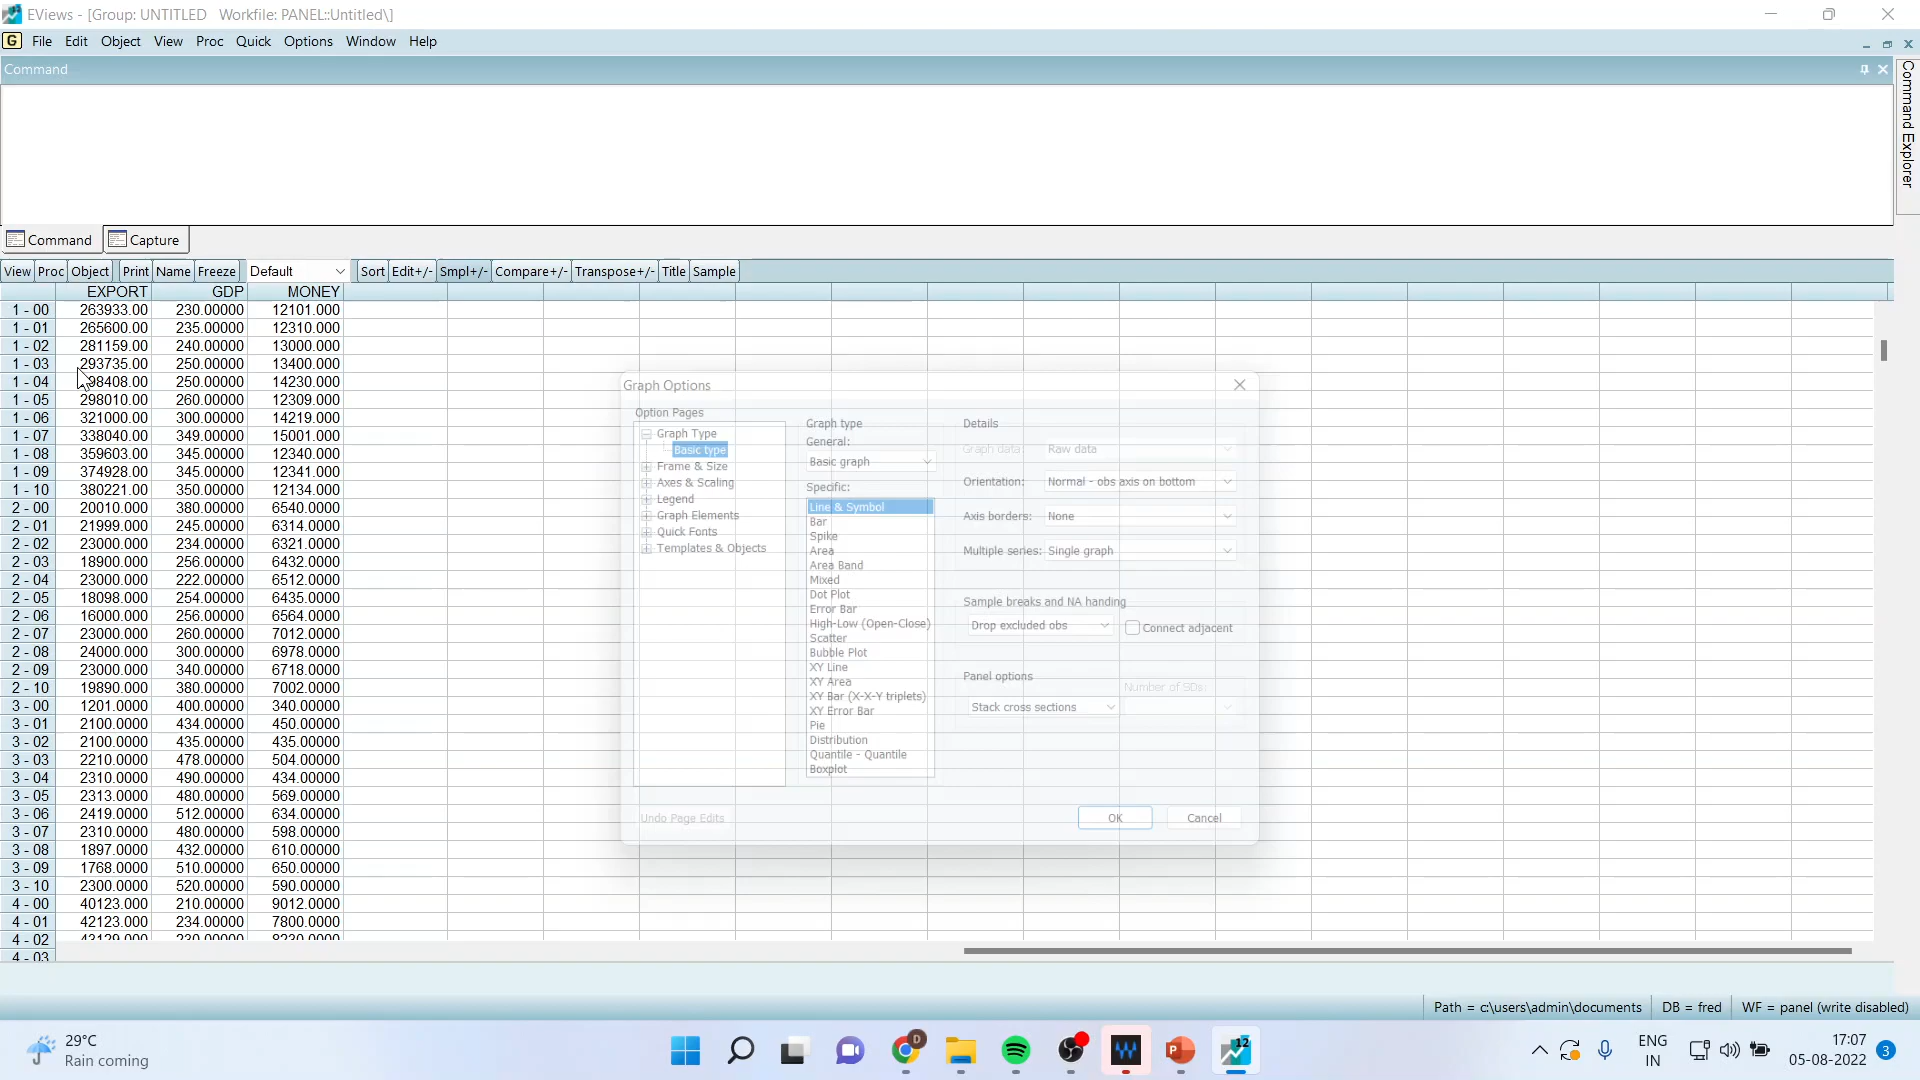 EViews - [Group: UNTITLED   Workfile: PANEL::Untitled\]
File Edit Object View Proc Quick Options Window Help
Command
Command Explorer
Command Capture
View Proc Object Print Name Freeze Default Sort Edit+/- Smpl+/- Compare+/- Transpose+/- Title Sample
EXPORT GDP MONEY
1 - 00 263933.00 230.00000 12101.000
1 - 01 265600.00 235.00000 12310.000
1 - 02 281159.00 240.00000 13000.000
1 - 03 293735.00 250.00000 13400.000
1 - 04 98408.00 250.00000 14230.000
1 - 05 298010.00 260.00000 12309.000
1 - 06 321000.00 300.00000 14219.000
1 - 07 338040.00 349.00000 15001.000
1 - 08 359603.00 345.00000 12340.000
1 - 09 374928.00 345.00000 12341.000
1 - 10 380221.00 350.00000 12134.000
2 - 00 20010.000 380.00000 6540.0000
2 - 01 21999.000 245.00000 6314.0000
2 - 02 23000.000 234.00000 6321.0000
2 - 03 18900.000 256.00000 6432.0000
2 - 04 23000.000 222.00000 6512.0000
2 - 05 18098.000 254.00000 6435.0000
2 - 06 16000.000 256.00000 6564.0000
2 - 07 23000.000 260.00000 7012.0000
2 - 08 24000.000 300.00000 6978.0000
2 - 09 23000.000 340.00000 6718.0000
2 - 10 19890.000 380.00000 7002.0000
3 - 00 1201.0000 400.00000 340.00000
3 - 01 2100.0000 434.00000 450.00000
3 - 02 2100.0000 435.00000 435.00000
3 - 03 2210.0000 478.00000 504.00000
3 - 04 2310.0000 490.00000 434.00000
3 - 05 2313.0000 480.00000 569.00000
3 - 06 2419.0000 512.00000 634.00000
3 - 07 2310.0000 480.00000 598.00000
3 - 08 1897.0000 432.00000 610.00000
3 - 09 1768.0000 510.00000 650.00000
3 - 10 2300.0000 520.00000 590.00000
4 - 00 40123.000 210.00000 9012.0000
4 - 01 42123.000 234.00000 7800.0000
4 - 02 43129.000 230.00000 8230.0000
4 - 03
Graph Options
Option Pages
Graph Type
Basic type
Frame & Size
Axes & Scaling
Legend
Graph Elements
Quick Fonts
Templates & Objects
Graph type
General:
Basic graph
Specific:
Line & Symbol
Bar
Spike
Area
Area Band
Mixed
Dot Plot
Error Bar
High-Low (Open-Close)
Scatter
Bubble Plot
XY Line
XY Area
XY Bar (X-X-Y triplets)
XY Error Bar
Pie
Distribution
Quantile - Quantile
Boxplot
Details
Graph data: Raw data
Orientation: Normal - obs axis on bottom
Axis borders: None
Multiple series: Single graph
Sample breaks and NA handing
Drop excluded obs Connect adjacent
Panel options
Number of SDs:
Stack cross sections
Undo Page Edits OK Cancel
Path = c:\users\admin\documents DB = fred WF = panel (write disabled)
29°C
Rain coming
D
12
ENG
IN
17:07
05-08-2022
3